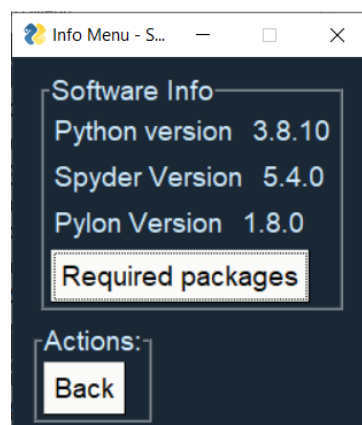 Info Menu - S...
Software Info
Python version 3.8.10
Spyder Version 5.4.0
Pylon Version 1.8.0
Required packages
Actions:
Back